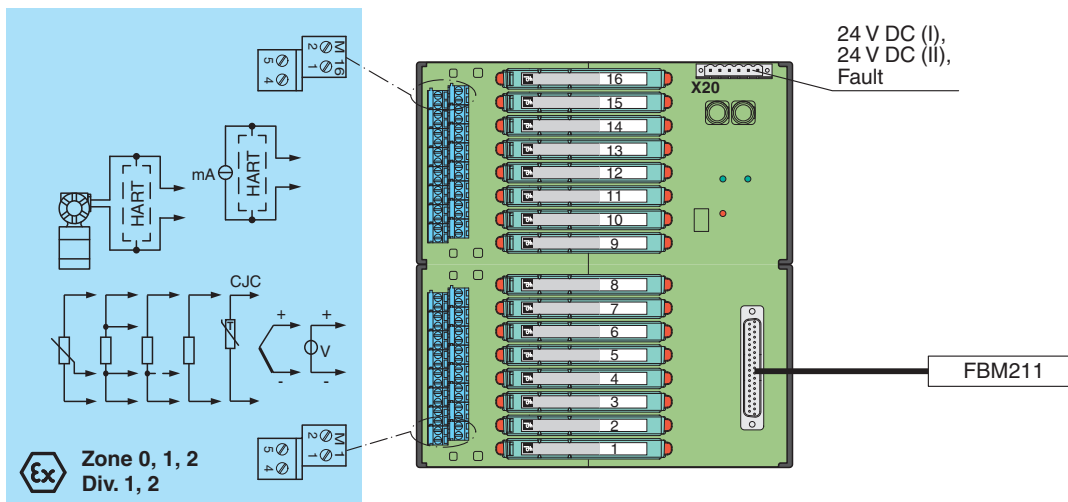 24 V DC (I),
24 V DC (II),
Fault
X20
M 16
2 1
5 4
mA
HART
HART
16
15
14
13
12
11
10
9
8
7
6
5
4
3
2
1
CJC
+
-
+
V
-
FBM211
M 1
2 1
5 4
Ex
Zone 0, 1, 2
Div. 1, 2